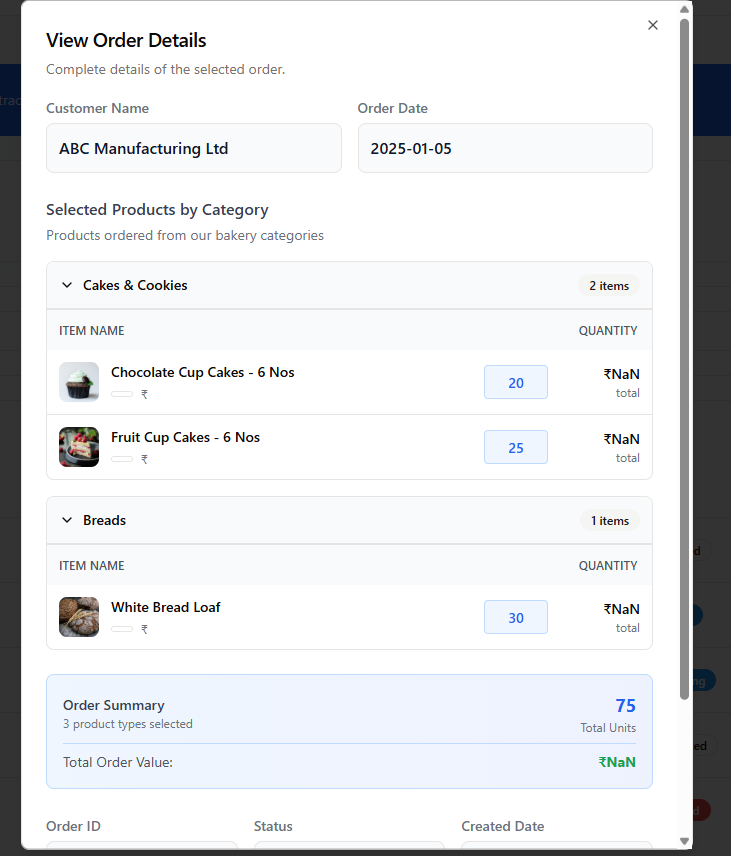 View Order Details
Complete details of the selected order.
Customer Name
Order Date
ABC Manufacturing Ltd
2025-01-05
Selected Products by Category
Products ordered from our bakery categories
Cakes & Cookies
2 items
ITEM NAME
QUANTITY
Chocolate Cup Cakes - 6 Nos
₹
20
₹NaN
total
Fruit Cup Cakes - 6 Nos
₹
25
₹NaN
total
Breads
1 items
ITEM NAME
QUANTITY
White Bread Loaf
₹
30
₹NaN
total
Order Summary
3 product types selected
75
Total Units
Total Order Value:
₹NaN
Order ID
Status
Created Date